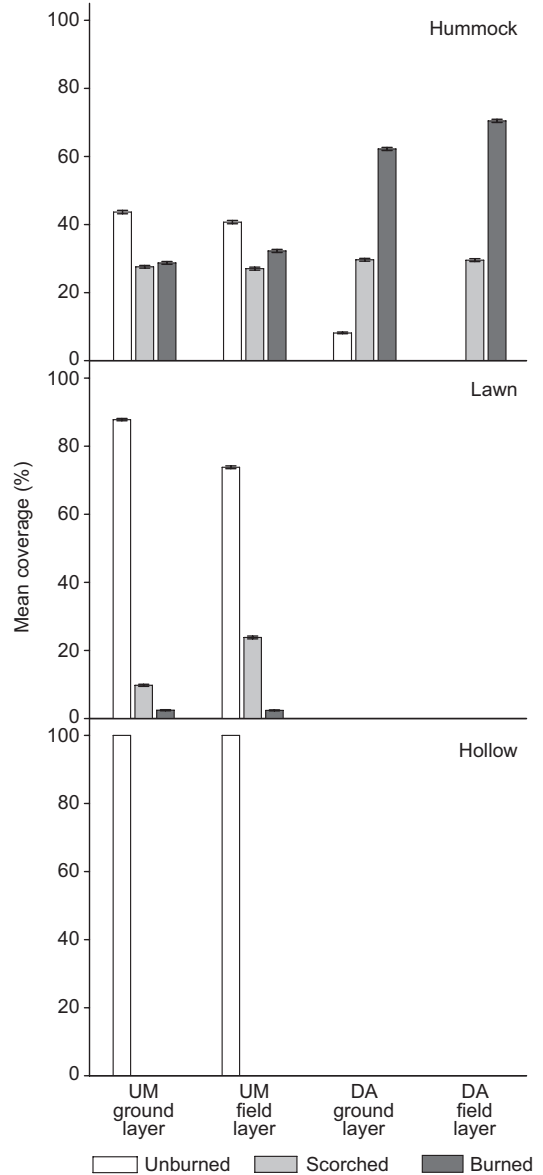 100
Hummock
80
60
40
20
0
100
Lawn
80
60
40
20
0
Mean coverage (%)
100
Hollow
80
60
40
20
0
UM ground layer
UM field layer
DA ground layer
DA field layer
Unburned Scorched Burned